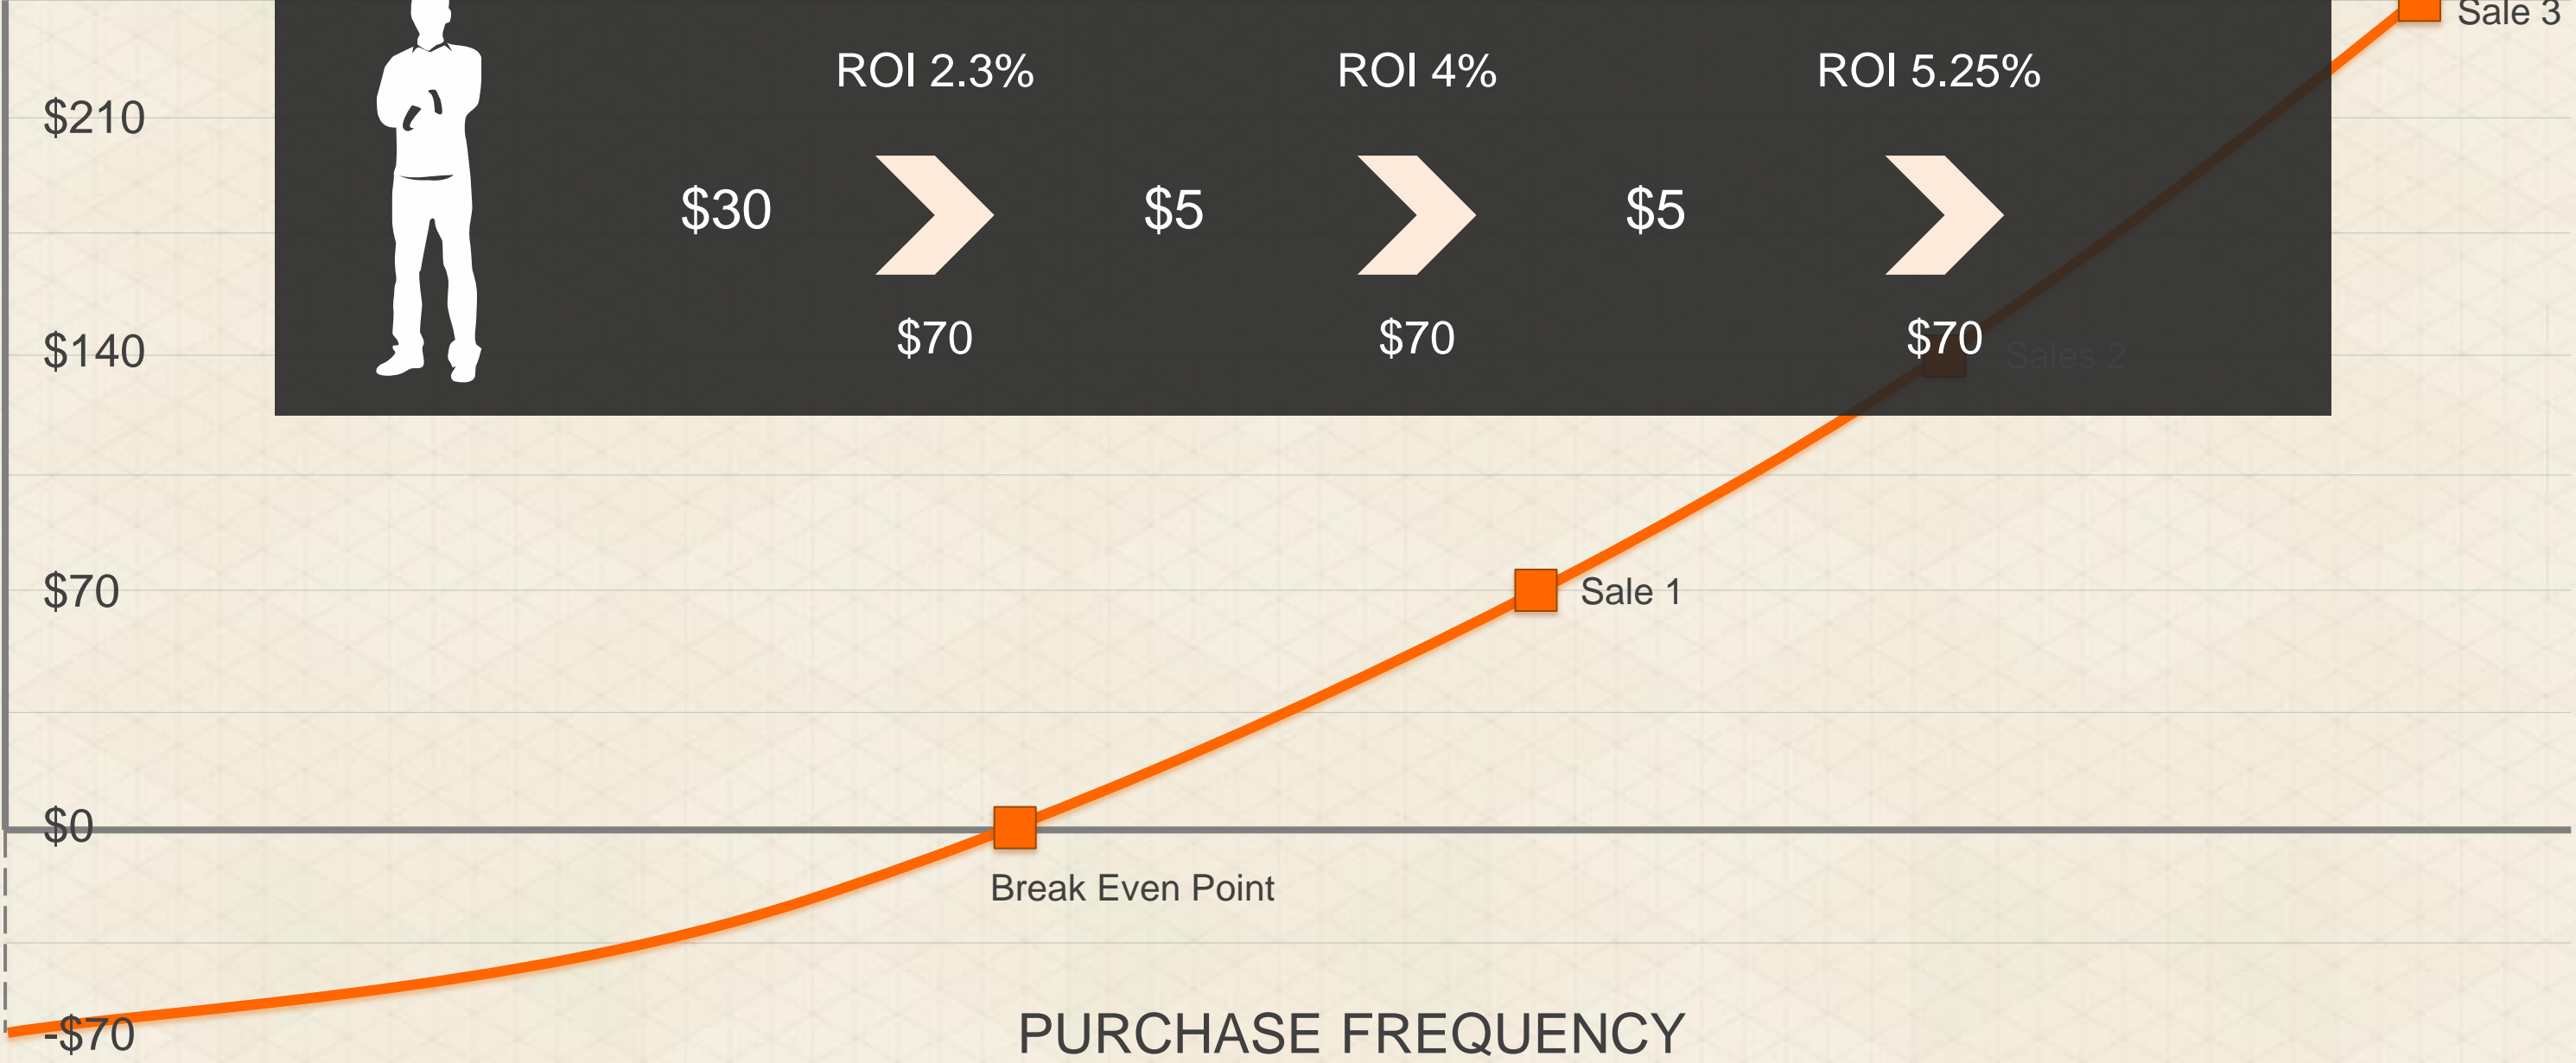 Sale 3
ROI 2.3% ROI 4% ROI 5.25%
$210
$30 $5 $5
$70 $70 $70
$140
Sales 2
$70
Sale 1
$0
Break Even Point
-$70
PURCHASE FREQUENCY